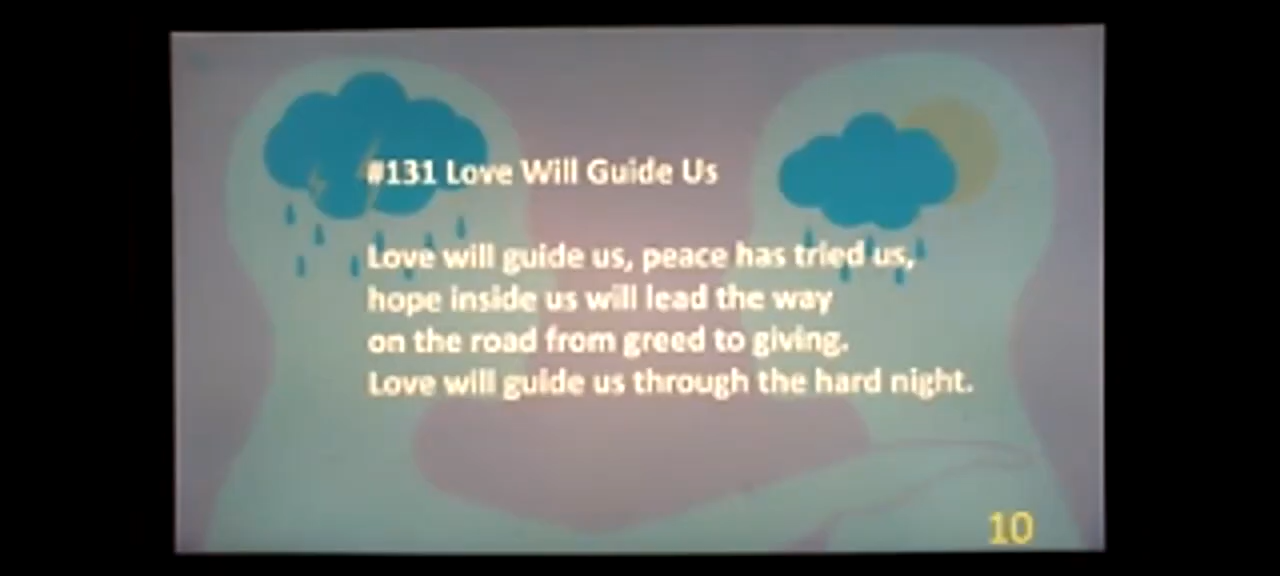 #131 Love Will Guide Us
Love will guide us, peace has tried us,
hope inside us will lead the way
on the road from greed to giving.
Love will guide us through the hard night.
10